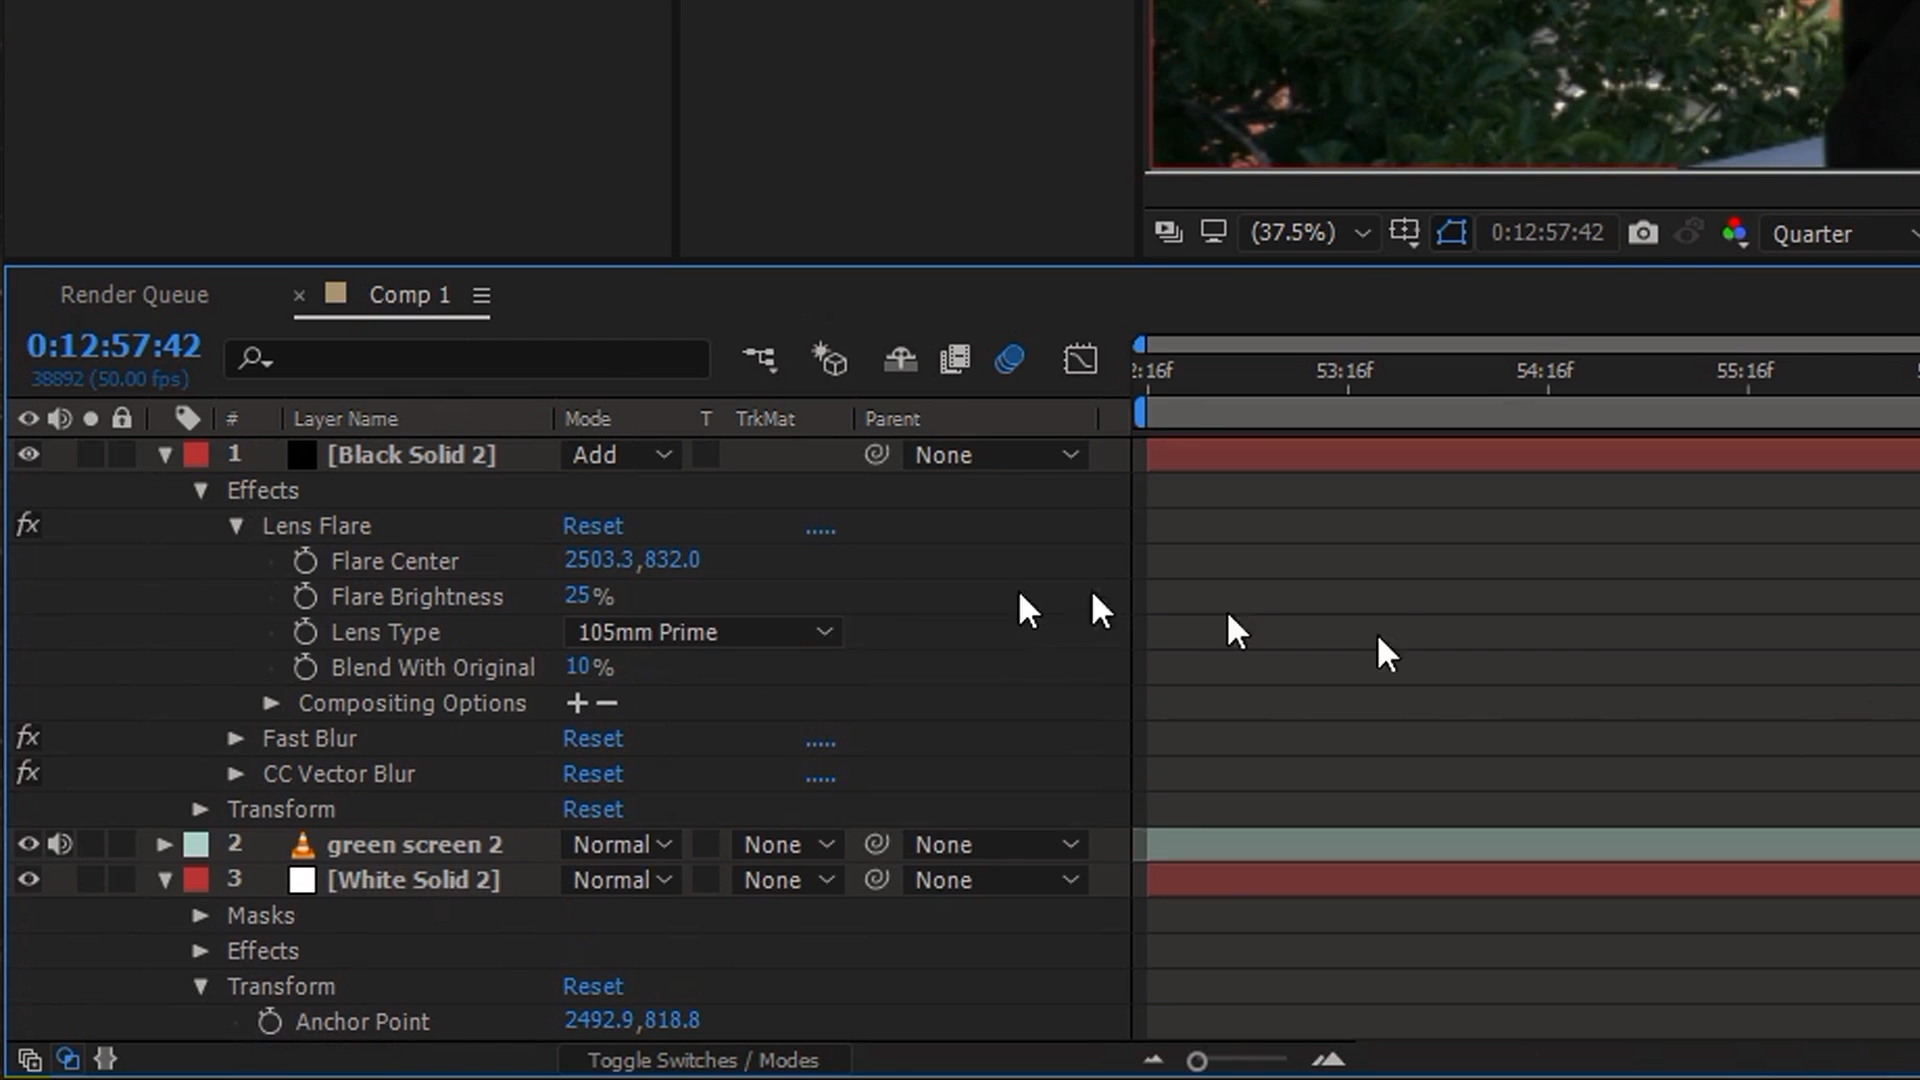 (37.5%) 0:12:57:42 Quarter
Render Queue × Comp 1
0:12:57:42
38892 (50.00 fps)
2:16f 53:16f 54:16f 55:16f
# Layer Name Mode T TrkMat Parent
1 [Black Solid 2] Add None
Effects
fx Lens Flare Reset .....
Flare Center 2503.3,832.0
Flare Brightness 25%
Lens Type 105mm Prime
Blend With Original 10%
Compositing Options + −
fx Fast Blur Reset .....
fx CC Vector Blur Reset .....
Transform Reset
2 green screen 2 Normal None None
3 [White Solid 2] Normal None None
Masks
Effects
Transform Reset
Anchor Point 2492.9,818.8
Toggle Switches / Modes